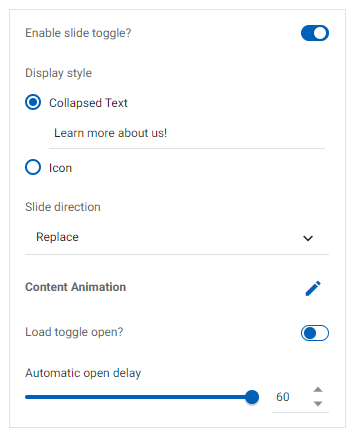 Enable slide toggle?
Display style
Collapsed Text
Learn more about us!
Icon
Slide direction
Replace
Content Animation
Load toggle open?
Automatic open delay
60